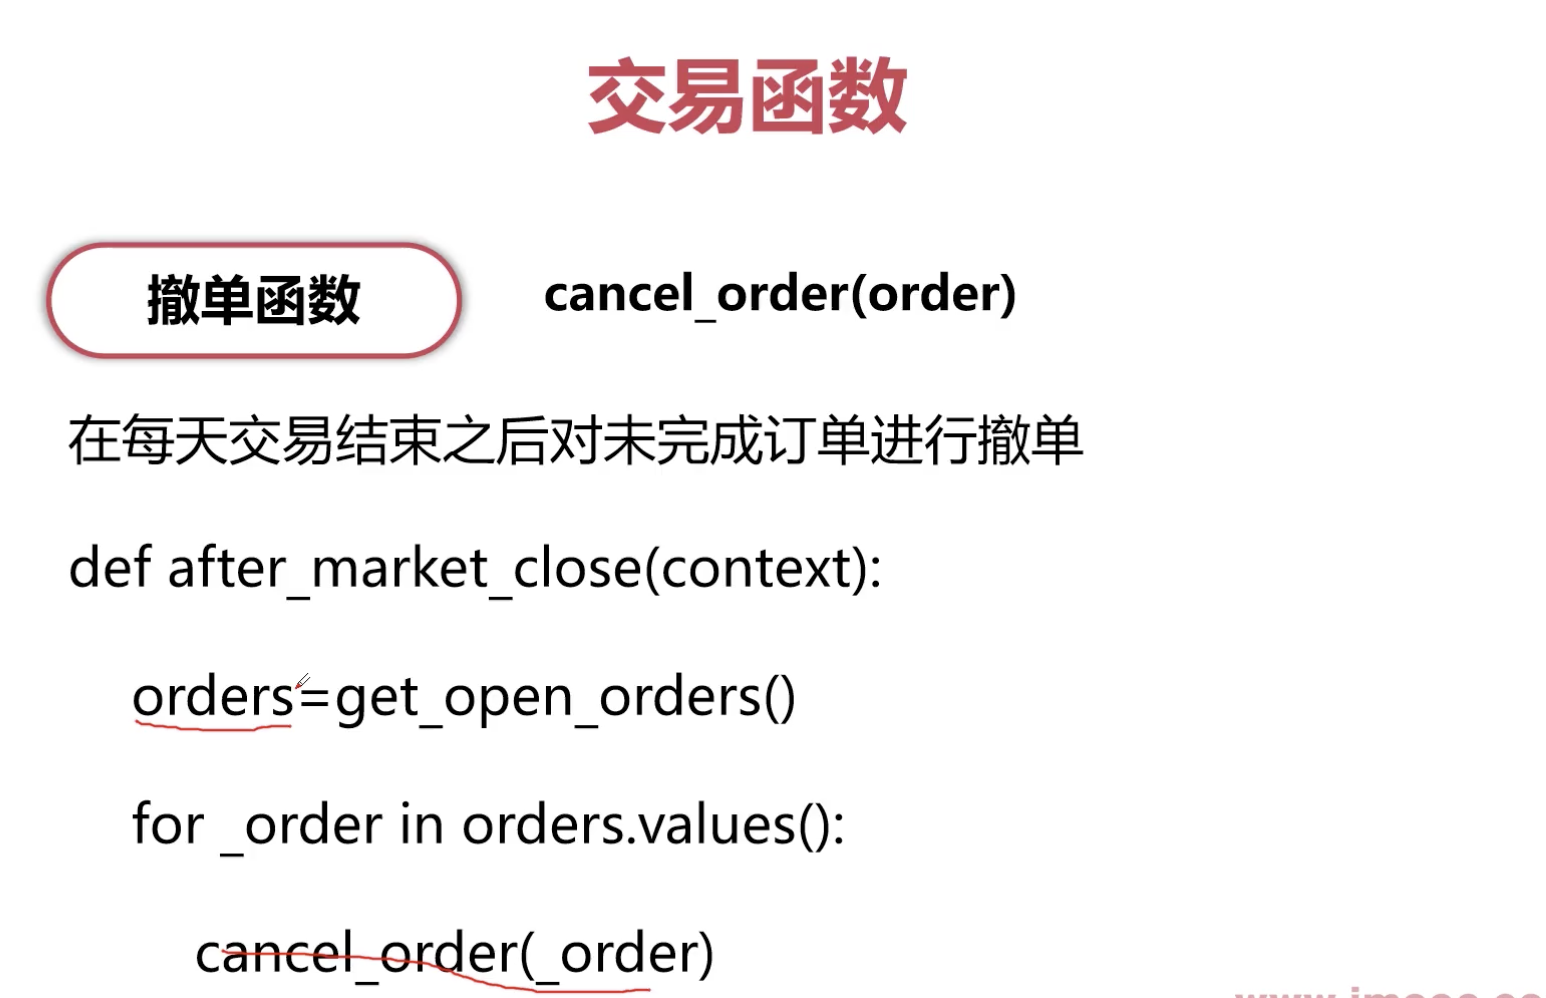 交易函数
撤单函数
cancel_order(order)
在每天交易结束之后对未完成订单进行撤单
def after_market_close(context):
orders=get_open_orders()
for _order in orders.values():
cancel_order(_order)